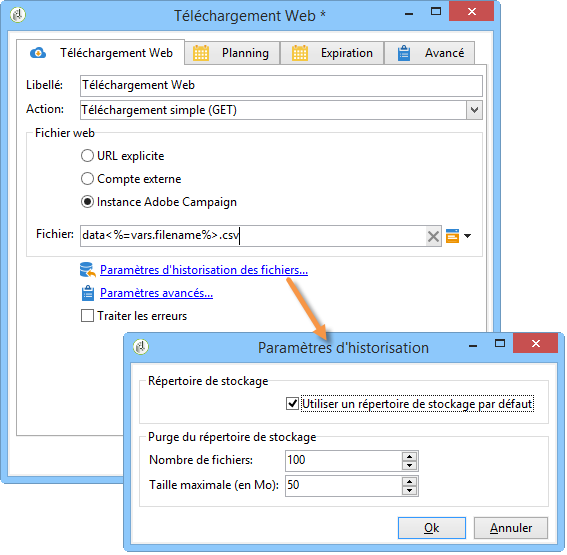 Téléchargement Web *
Téléchargement Web
Planning
Expiration
Avancé
Libellé: Téléchargement Web
Action: Téléchargement simple (GET)
Fichier web
URL explicite
Compte externe
Instance Adobe Campaign
Fichier: data<%=vars.filename%>.csv
Paramètres d'historisation des fichiers...
Paramètres avancés...
Traiter les erreurs
Paramètres d'historisation
Répertoire de stockage
Utiliser un répertoire de stockage par défaut
Purge du répertoire de stockage
Nombre de fichiers: 100
Taille maximale (en Mo): 50
Ok
Annuler